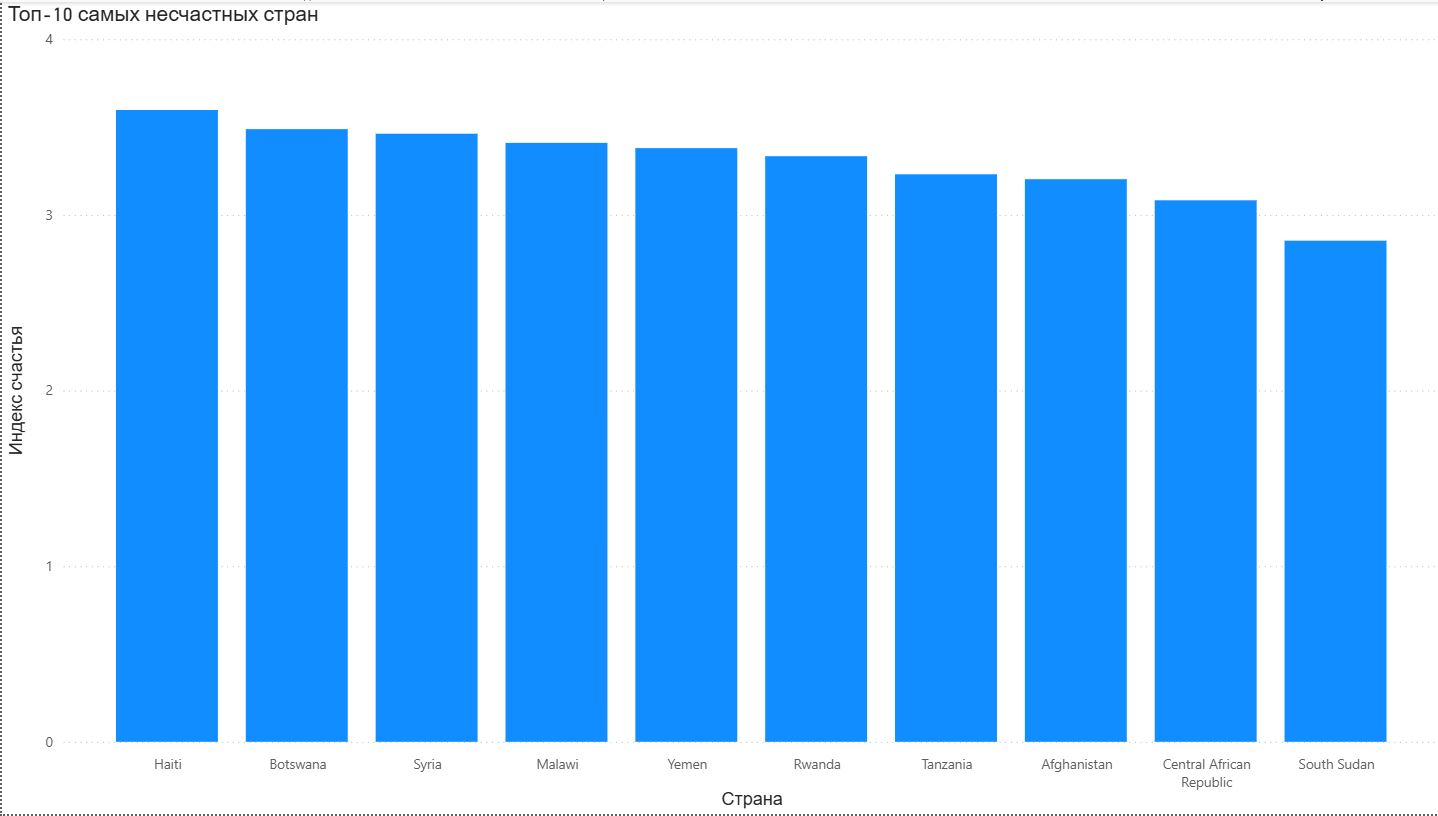 Топ-10 самых несчастных стран
4
3
2
1
0
Индекс счастья
Haiti
Botswana
Syria
Malawi
Yemen
Rwanda
Tanzania
Afghanistan
Central African
Republic
South Sudan
Страна